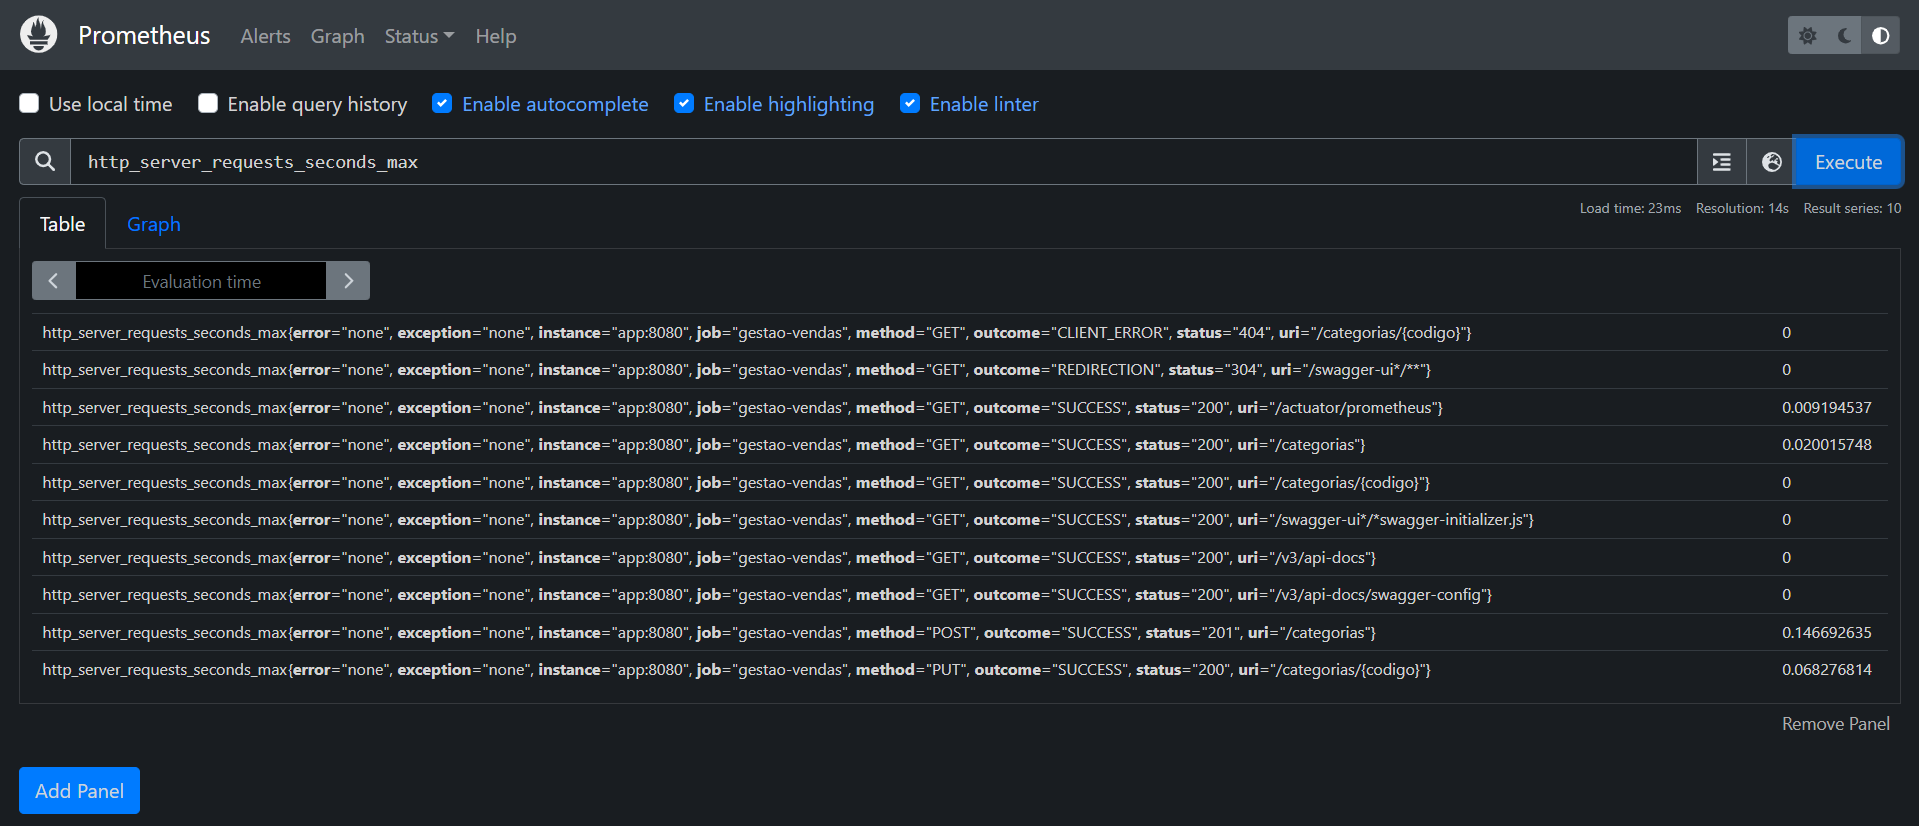 Prometheus Alerts Graph Status Help
Use local time Enable query history Enable autocomplete Enable highlighting Enable linter
http_server_requests_seconds_max Execute
Table Graph Load time: 23ms Resolution: 14s Result series: 10
Evaluation time
http_server_requests_seconds_max{error="none", exception="none", instance="app:8080", job="gestao-vendas", method="GET", outcome="CLIENT_ERROR", status="404", uri="/categorias/{codigo}"} 0
http_server_requests_seconds_max{error="none", exception="none", instance="app:8080", job="gestao-vendas", method="GET", outcome="REDIRECTION", status="304", uri="/swagger-ui*/**"} 0
http_server_requests_seconds_max{error="none", exception="none", instance="app:8080", job="gestao-vendas", method="GET", outcome="SUCCESS", status="200", uri="/actuator/prometheus"} 0.009194537
http_server_requests_seconds_max{error="none", exception="none", instance="app:8080", job="gestao-vendas", method="GET", outcome="SUCCESS", status="200", uri="/categorias"} 0.020015748
http_server_requests_seconds_max{error="none", exception="none", instance="app:8080", job="gestao-vendas", method="GET", outcome="SUCCESS", status="200", uri="/categorias/{codigo}"} 0
http_server_requests_seconds_max{error="none", exception="none", instance="app:8080", job="gestao-vendas", method="GET", outcome="SUCCESS", status="200", uri="/swagger-ui*/*swagger-initializer.js"} 0
http_server_requests_seconds_max{error="none", exception="none", instance="app:8080", job="gestao-vendas", method="GET", outcome="SUCCESS", status="200", uri="/v3/api-docs"} 0
http_server_requests_seconds_max{error="none", exception="none", instance="app:8080", job="gestao-vendas", method="GET", outcome="SUCCESS", status="200", uri="/v3/api-docs/swagger-config"} 0
http_server_requests_seconds_max{error="none", exception="none", instance="app:8080", job="gestao-vendas", method="POST", outcome="SUCCESS", status="201", uri="/categorias"} 0.146692635
http_server_requests_seconds_max{error="none", exception="none", instance="app:8080", job="gestao-vendas", method="PUT", outcome="SUCCESS", status="200", uri="/categorias/{codigo}"} 0.068276814
Remove Panel
Add Panel